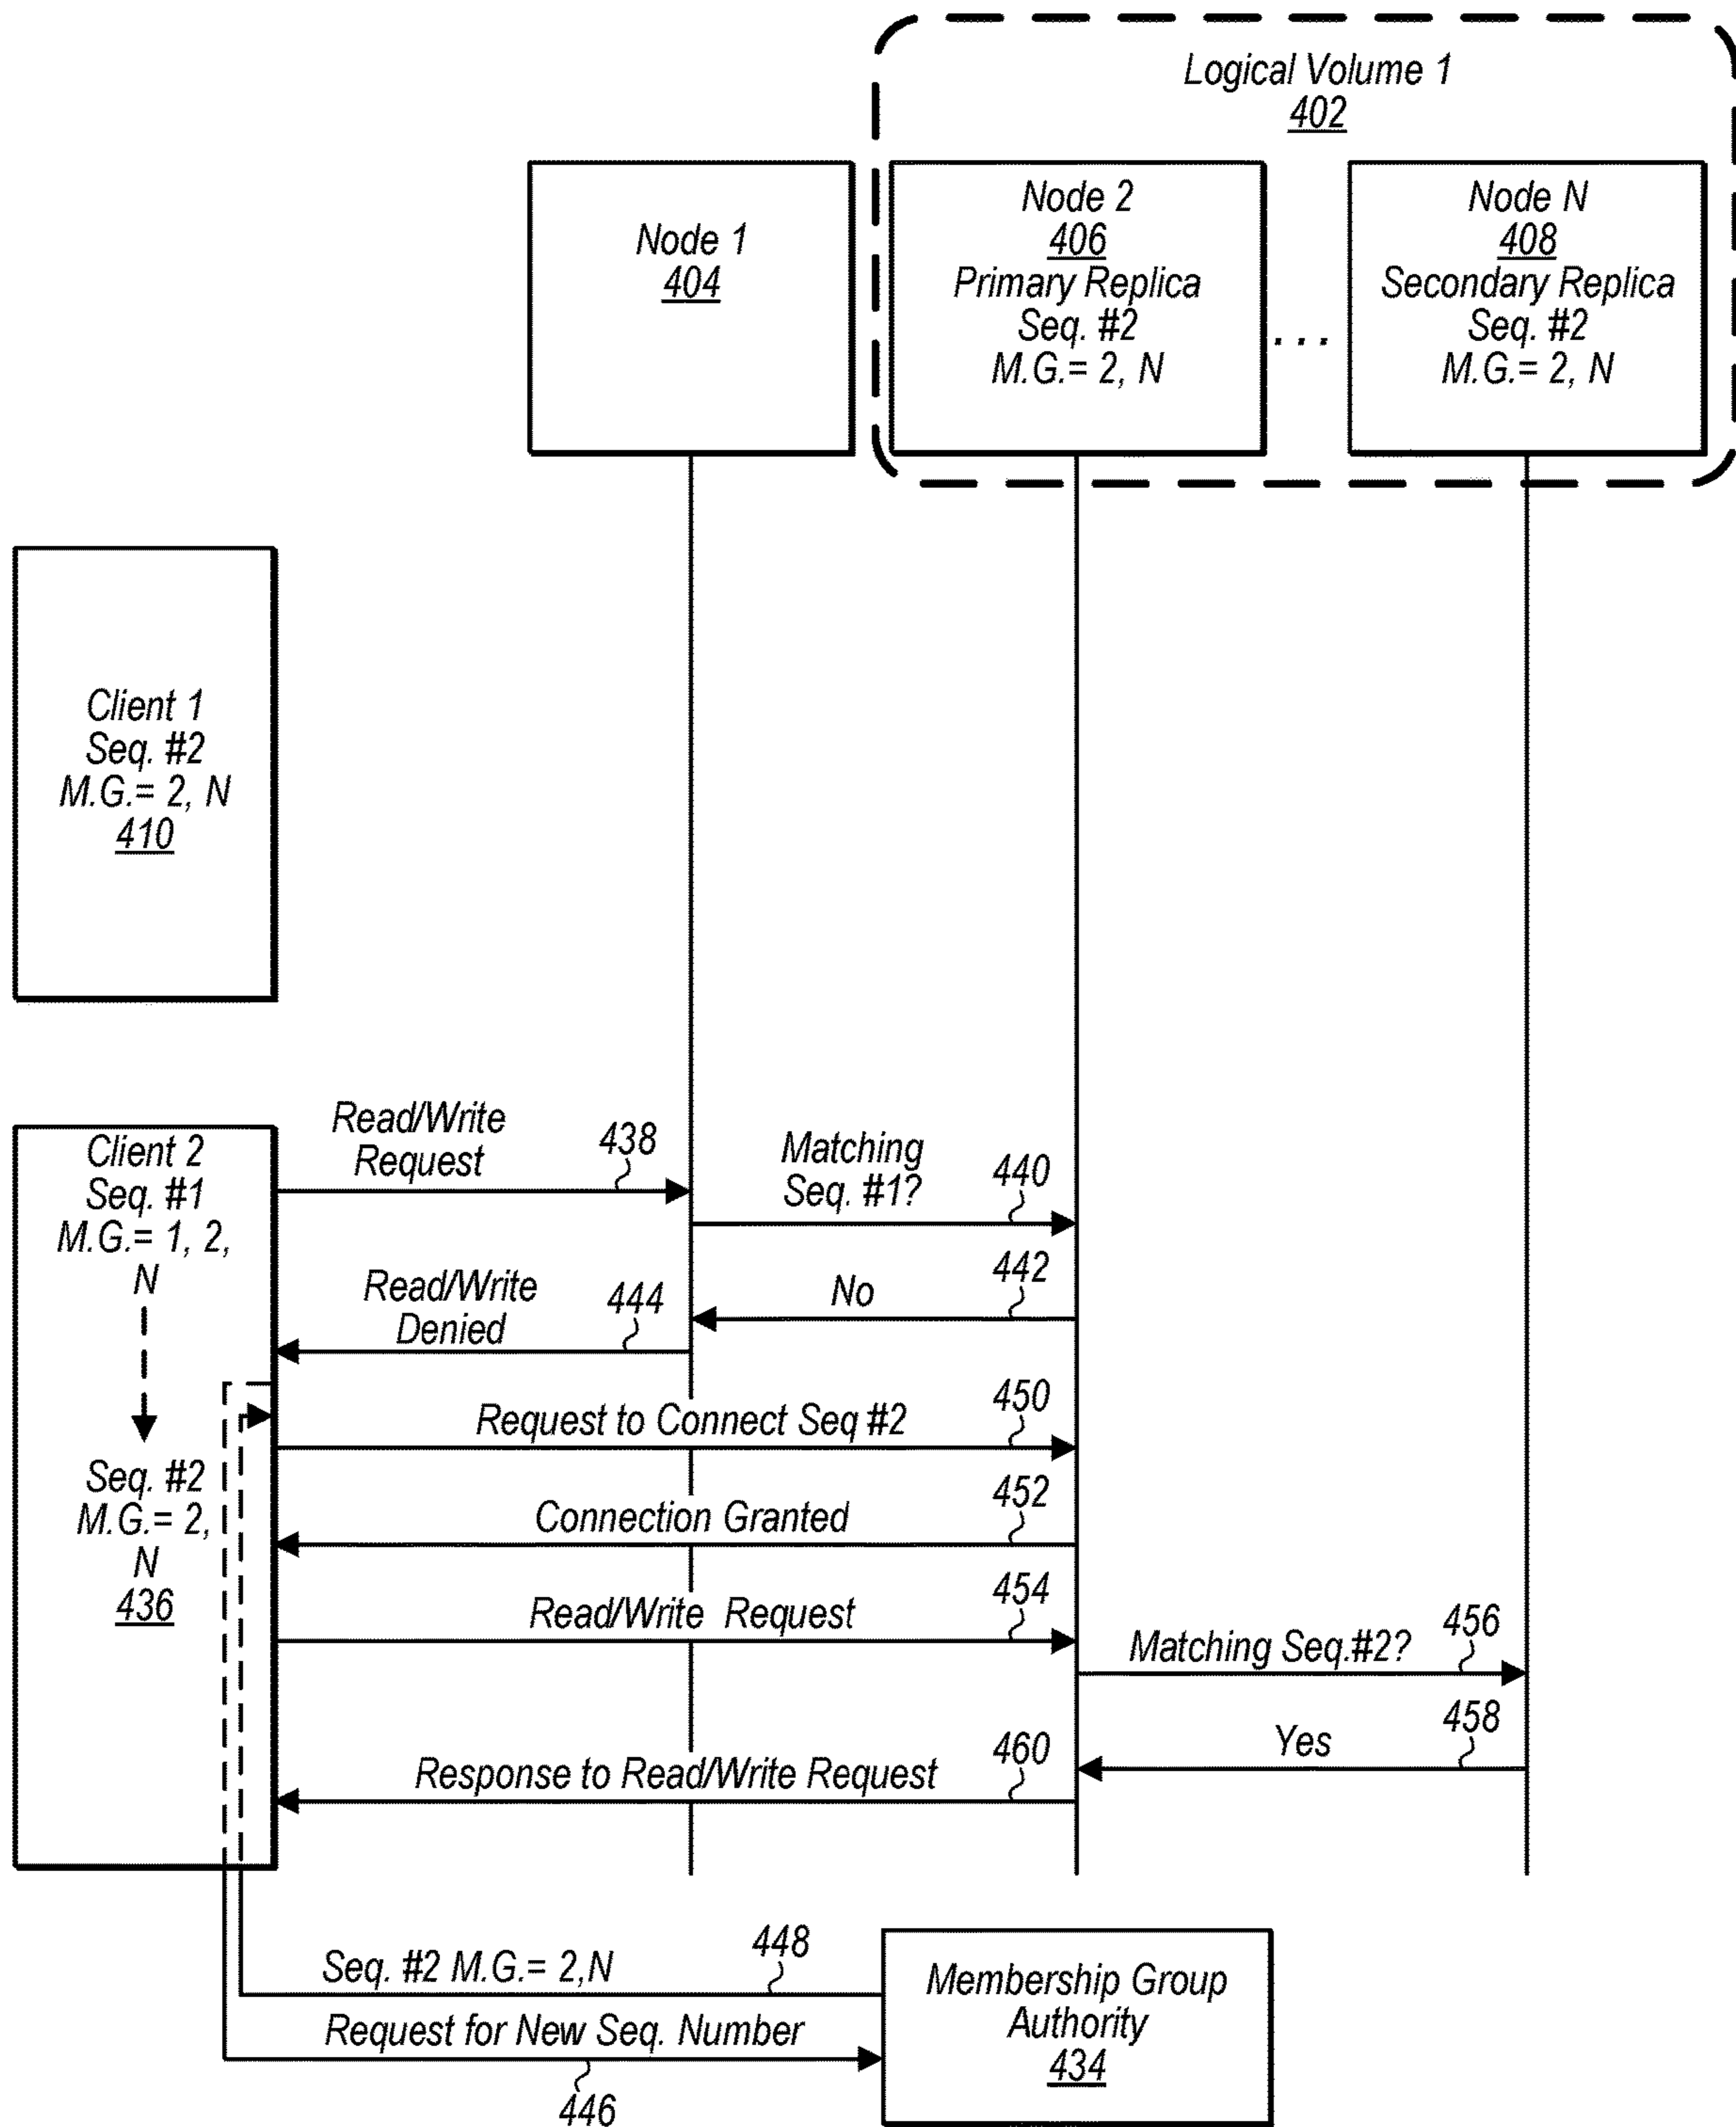 Logical Volume 1
402
Node 1
404
Node 2
406
Primary Replica
Seq. #2
M.G.= 2, N
. . .
Node N
408
Secondary Replica
Seq. #2
M.G.= 2, N
Client 1
Seq. #2
M.G.= 2, N
410
Client 2
Seq. #1
M.G.= 1, 2,
N
Seq. #2
M.G.= 2,
N
436
Read/Write
Request
438
Matching
Seq. #1?
440
No
442
Read/Write
Denied
444
Request to Connect Seq #2
450
Connection Granted
452
Read/Write Request
454
Matching Seq.#2?
456
Yes
458
Response to Read/Write Request
460
Seq. #2 M.G.= 2,N
448
Request for New Seq. Number
446
Membership Group
Authority
434